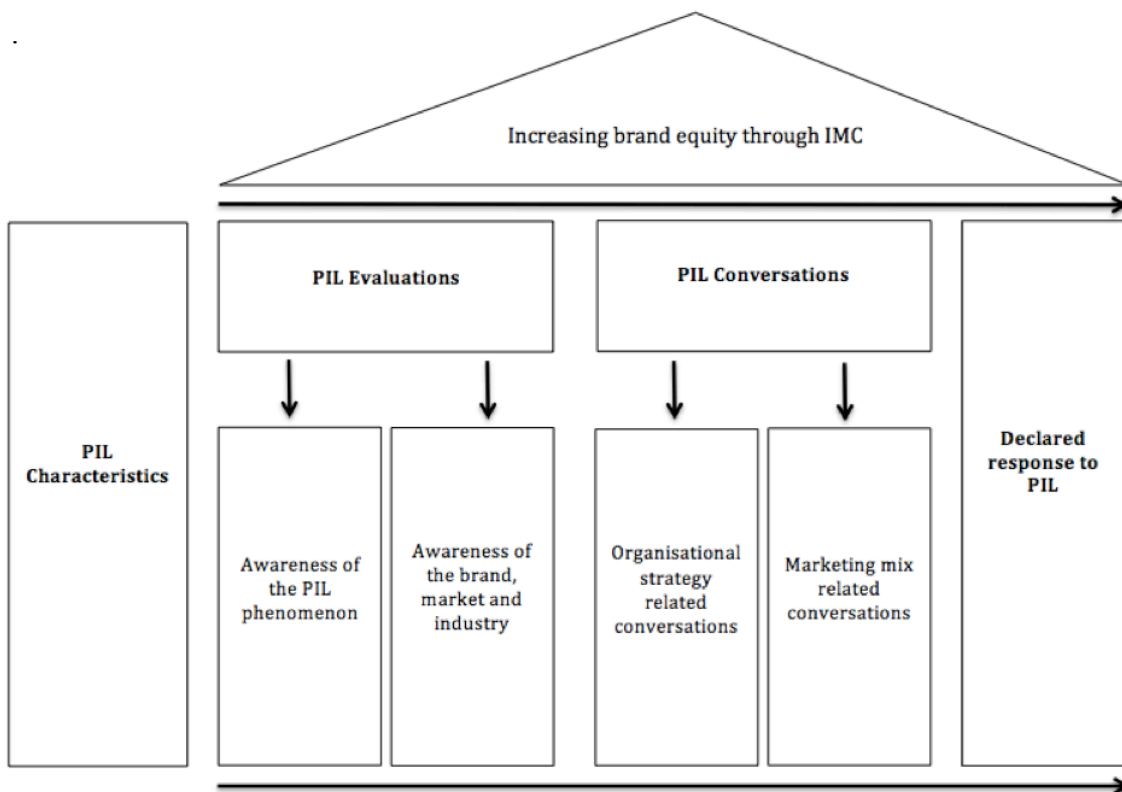 .
Increasing brand equity through IMC
PIL Evaluations
PIL Conversations
PIL
Characteristics
Awareness of
the PIL
phenomenon
Awareness of
the brand,
market and
industry
Organisational
strategy
related
conversations
Marketing mix
related
conversations
Declared
response to
PIL